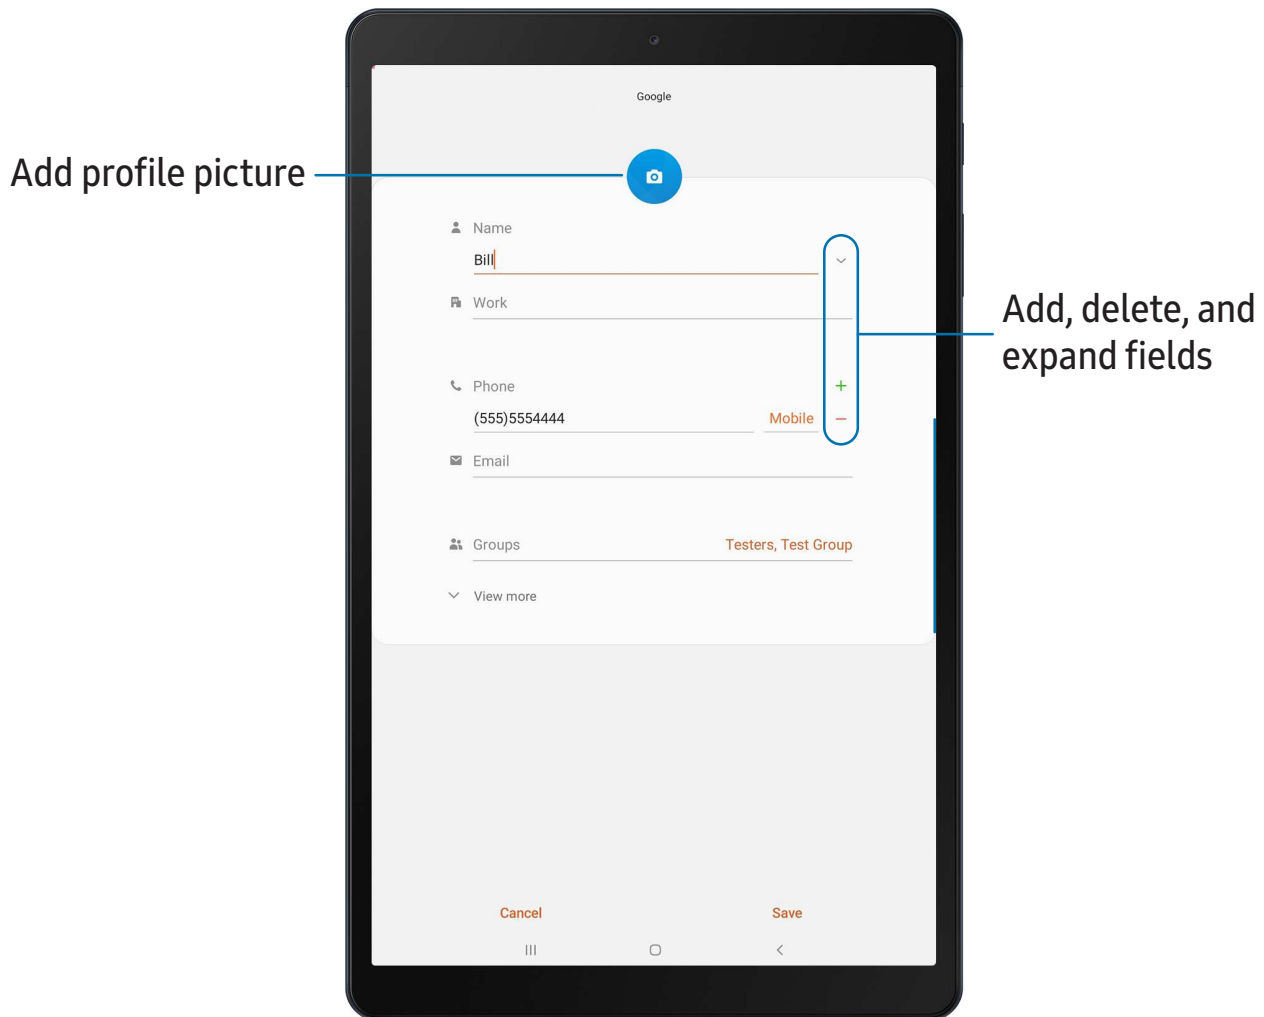 Google
Add profile picture
Name
Bill
Work
Add, delete, and
expand fields
Phone
(555)5554444 Mobile
Email
Groups Testers, Test Group
View more
Cancel Save